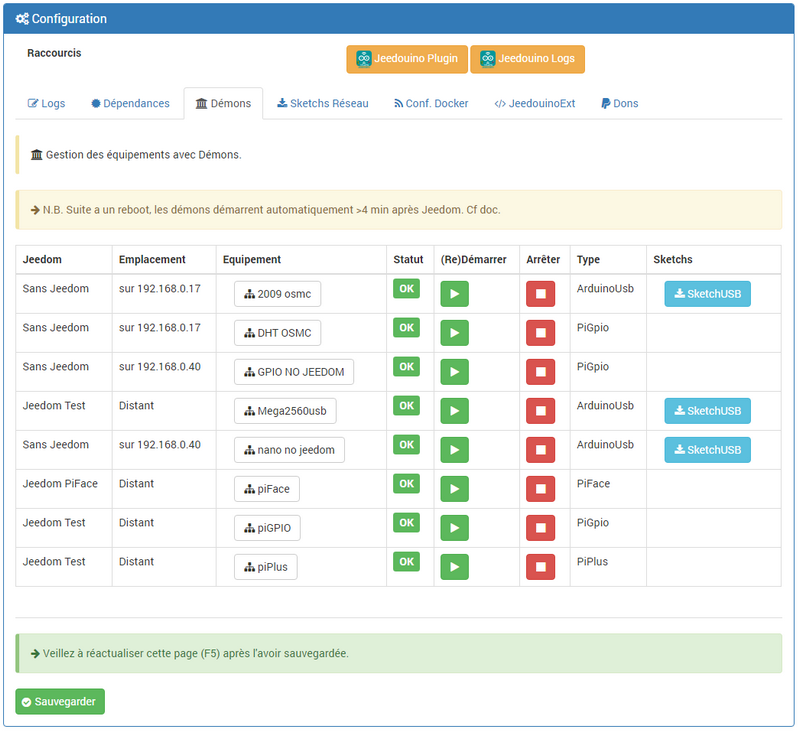 Configuration
Raccourcis
Jeedouino Plugin Jeedouino Logs
Logs Dépendances Démons Sketchs Réseau Conf. Docker JeedouinoExt Dons
Gestion des équipements avec Démons.
N.B. Suite a un reboot, les démons démarrent automatiquement >4 min après Jeedom. Cf doc.
Jeedom Emplacement Equipement Statut (Re)Démarrer Arrêter Type Sketchs
Sans Jeedom sur 192.168.0.17 2009 osmc OK ArduinoUsb SketchUSB
Sans Jeedom sur 192.168.0.17 DHT OSMC OK PiGpio
Sans Jeedom sur 192.168.0.40 GPIO NO JEEDOM OK PiGpio
Jeedom Test Distant Mega2560usb OK ArduinoUsb SketchUSB
Sans Jeedom sur 192.168.0.40 nano no jeedom OK ArduinoUsb SketchUSB
Jeedom PiFace Distant piFace OK PiFace
Jeedom Test Distant piGPIO OK PiGpio
Jeedom Test Distant piPlus OK PiPlus
Veillez à réactualiser cette page (F5) après l'avoir sauvegardée.
Sauvegarder